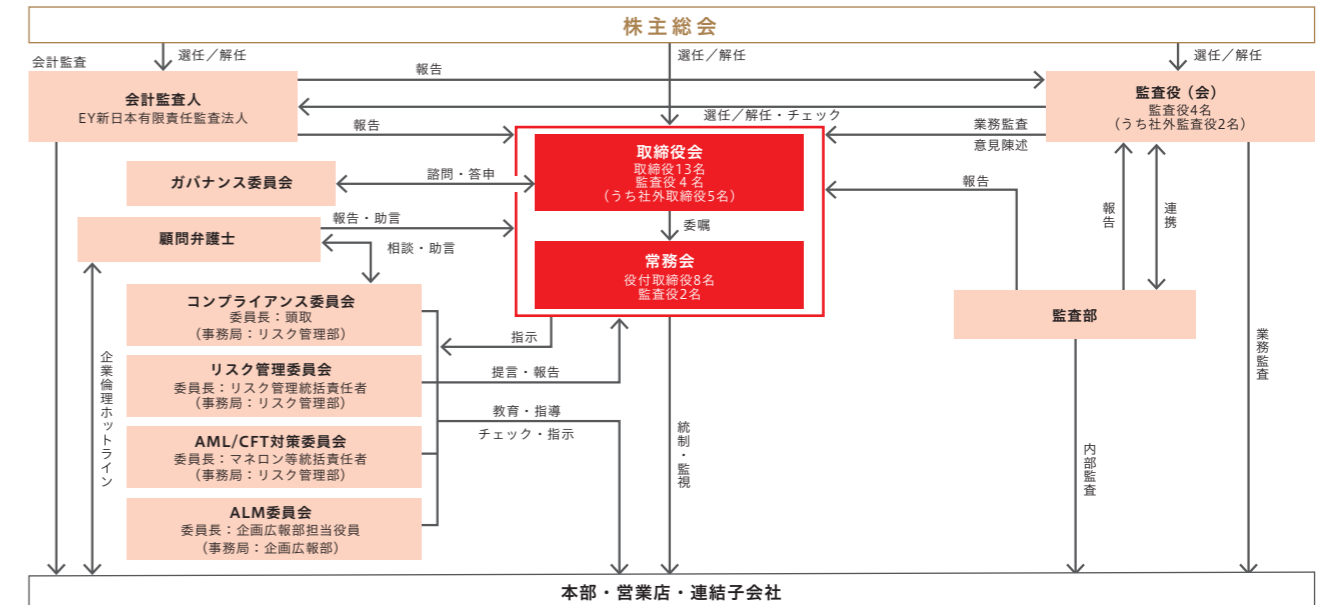 株主総会
会計監査
選任／解任
選任／解任
選任／解任
会計監査人
EY新日本有限責任監査法人
報告
監査役（会）
監査役4名
（うち社外監査役2名）
選任／解任・チェック
報告
業務監査
意見陳述
取締役会
取締役13名
監査役４名
（うち社外取締役5名）
ガバナンス委員会
諮問・答申
報告
顧問弁護士
報告・助言
相談・助言
委嘱
報告
連携
常務会
役付取締役8名
監査役2名
コンプライアンス委員会
委員長：頭取
（事務局：リスク管理部）
指示
監査部
リスク管理委員会
委員長：リスク管理統括責任者
（事務局：リスク管理部）
提言・報告
教育・指導
チェック・指示
AML/CFT対策委員会
委員長：マネロン等統括責任者
（事務局：リスク管理部）
ALM委員会
委員長：企画広報部担当役員
（事務局：企画広報部）
企業倫理ホットライン
統制・監視
内部監査
業務監査
本部・営業店・連結子会社